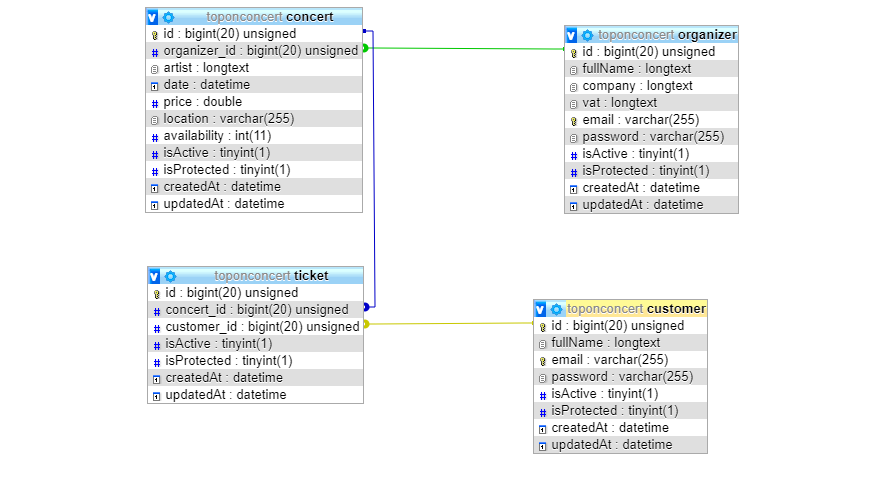 toponconcert concert
id : bigint(20) unsigned
organizer_id : bigint(20) unsigned
artist : longtext
date : datetime
price : double
location : varchar(255)
availability : int(11)
isActive : tinyint(1)
isProtected : tinyint(1)
createdAt : datetime
updatedAt : datetime
toponconcert organizer
id : bigint(20) unsigned
fullName : longtext
company : longtext
vat : longtext
email : varchar(255)
password : varchar(255)
isActive : tinyint(1)
isProtected : tinyint(1)
createdAt : datetime
updatedAt : datetime
toponconcert ticket
id : bigint(20) unsigned
concert_id : bigint(20) unsigned
customer_id : bigint(20) unsigned
isActive : tinyint(1)
isProtected : tinyint(1)
createdAt : datetime
updatedAt : datetime
toponconcert customer
id : bigint(20) unsigned
fullName : longtext
email : varchar(255)
password : varchar(255)
isActive : tinyint(1)
isProtected : tinyint(1)
createdAt : datetime
updatedAt : datetime